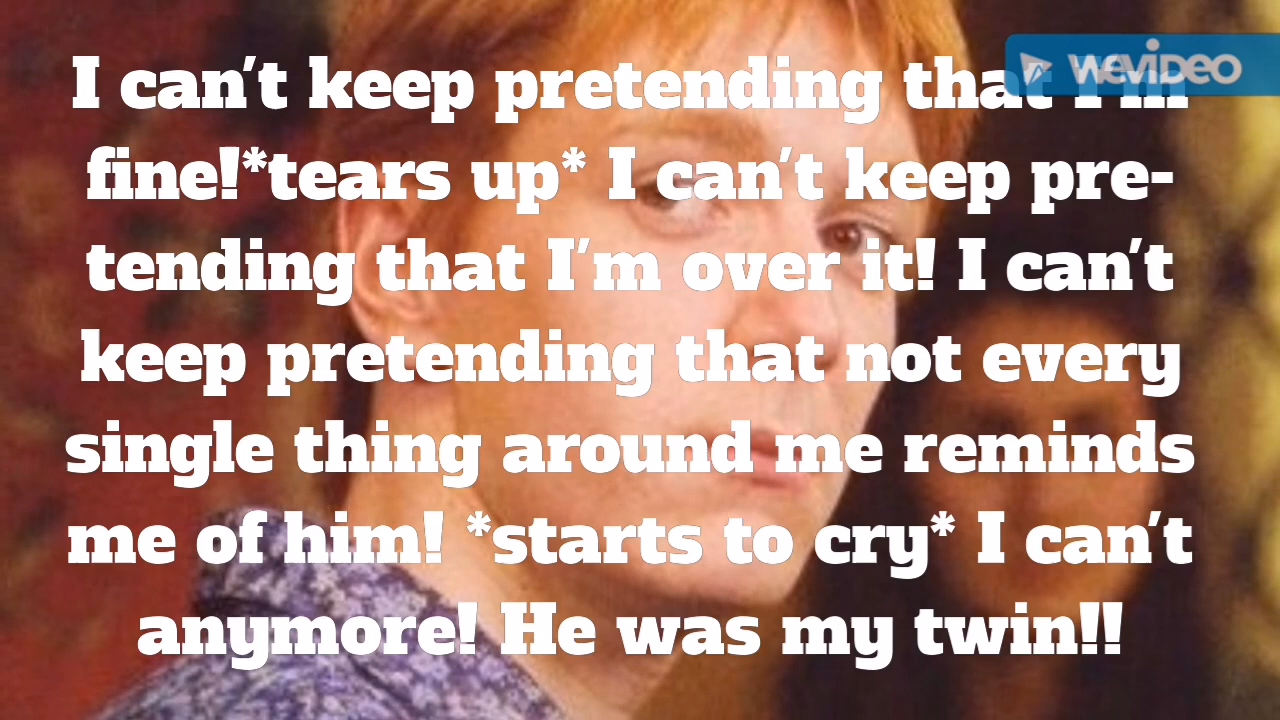 I can't keep pretending that I'm
fine!*tears up* I can't keep pre-
tending that I'm over it! I can't
keep pretending that not every
single thing around me reminds
me of him! *starts to cry* I can't
anymore! He was my twin!!
WEVIDEO